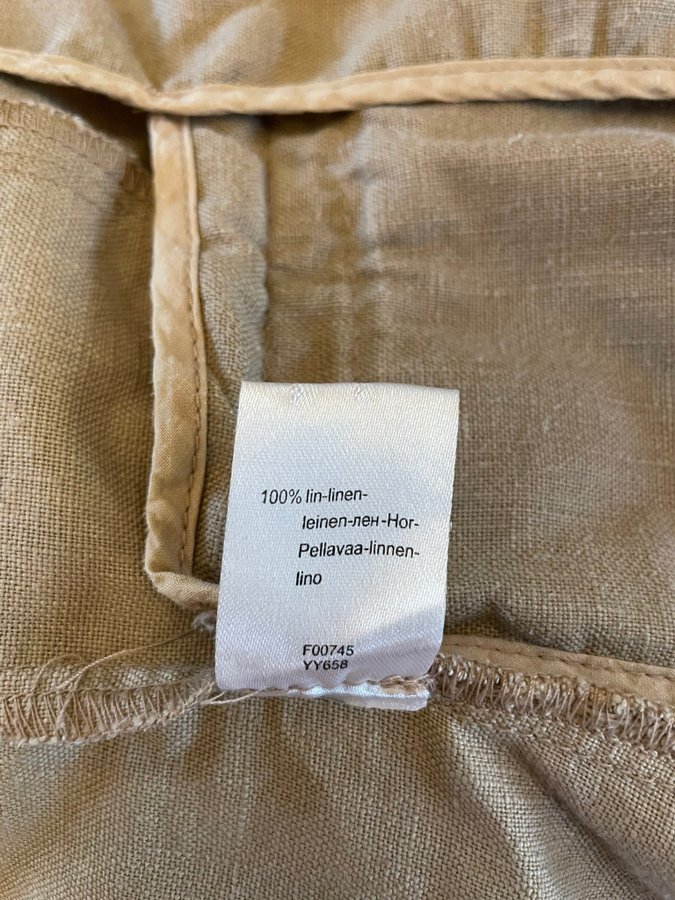 100% lin-linen-
leinen-лен-Hor-
Pellavaa-linnen-
lino
F00745
YY658